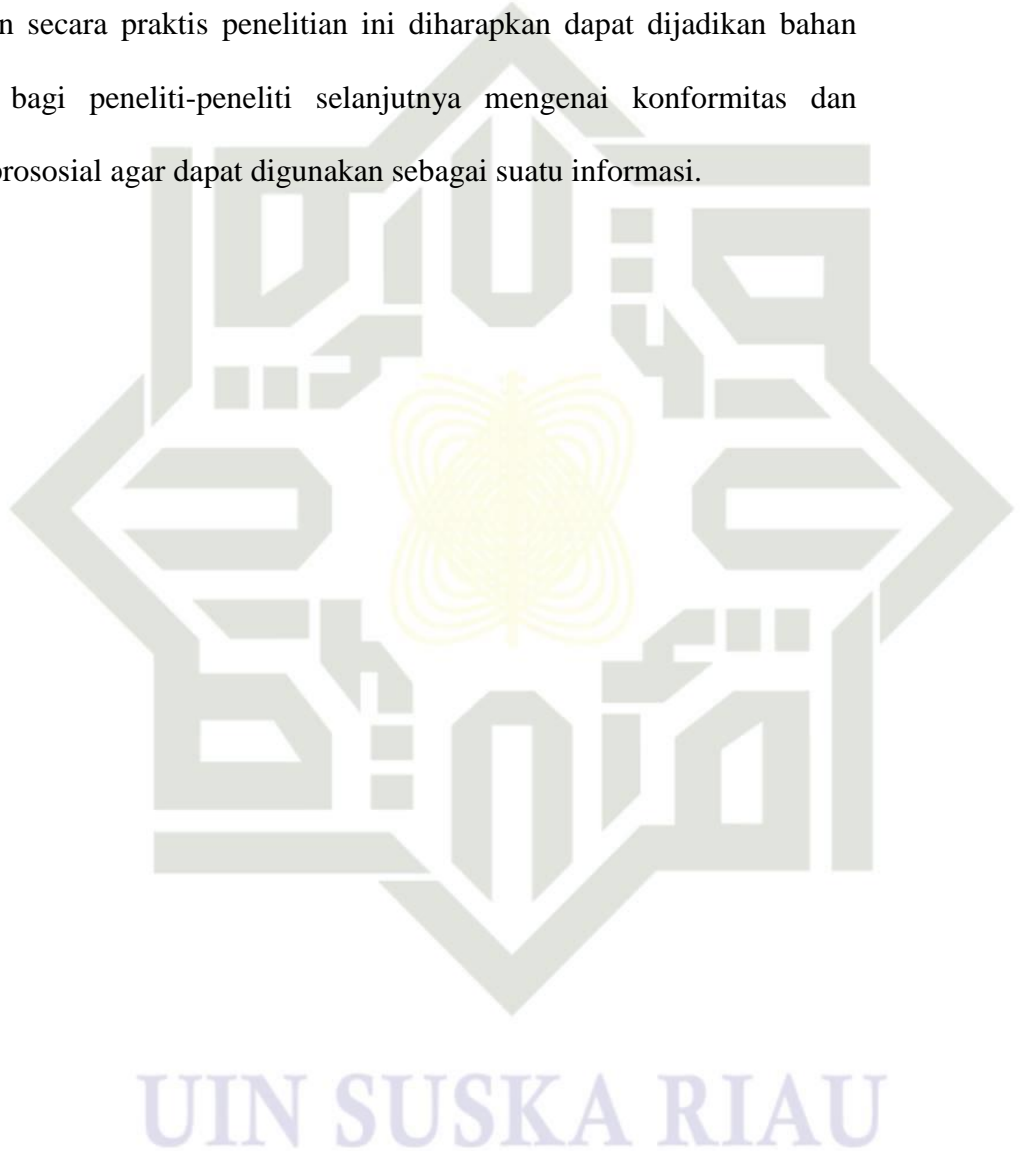 n secara praktis penelitian ini diharapkan dapat dijadikan bahan
bagi peneliti-peneliti selanjutnya mengenai konformitas dan
prososial agar dapat digunakan sebagai suatu informasi.
UIN SUSKA RIAU